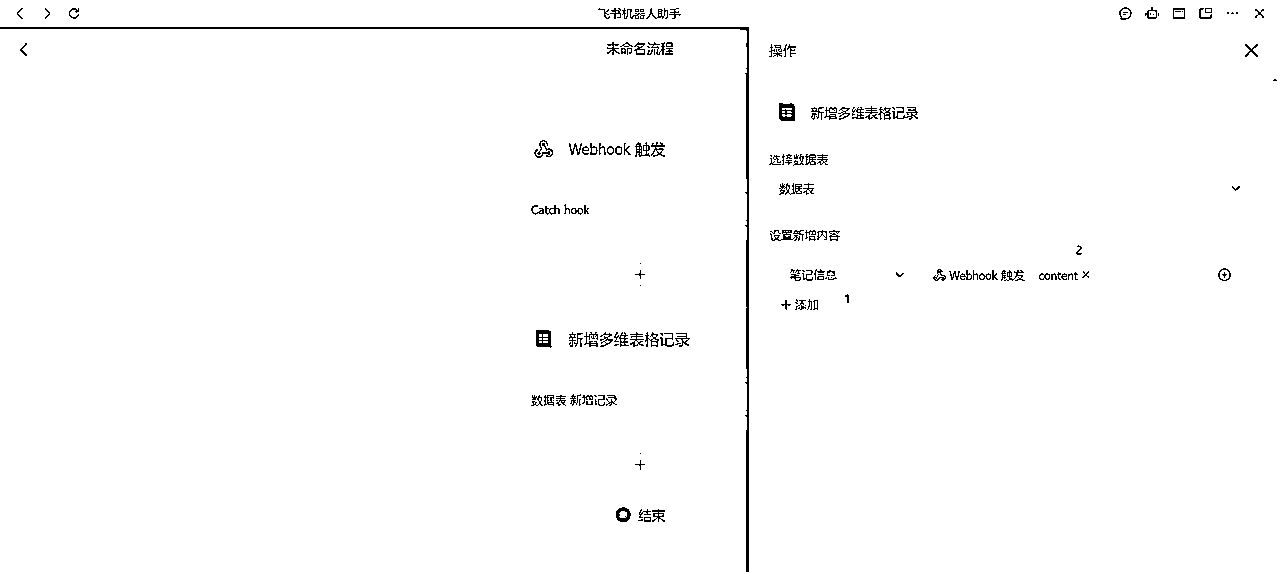 飞书机器人助手
未命名流程
Webhook 触发
Catch hook
新增多维表格记录
数据表 新增记录
结束
操作
新增多维表格记录
选择数据表
数据表
设置新增内容
2
笔记信息 Webhook 触发 content ×
+ 添加 1